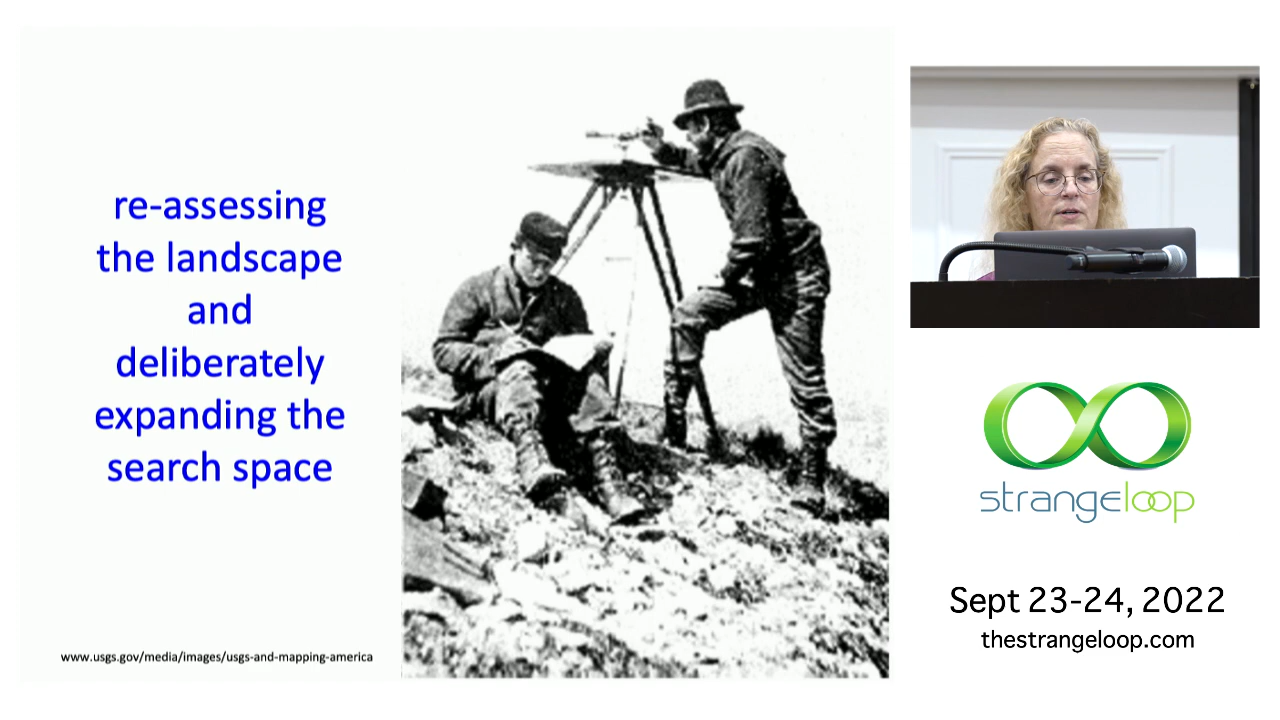 re-assessing
the landscape
and
deliberately
expanding the
search space
www.usgs.gov/media/images/usgs-and-mapping-america
strangeloop
Sept 23-24, 2022
thestrangeloop.com